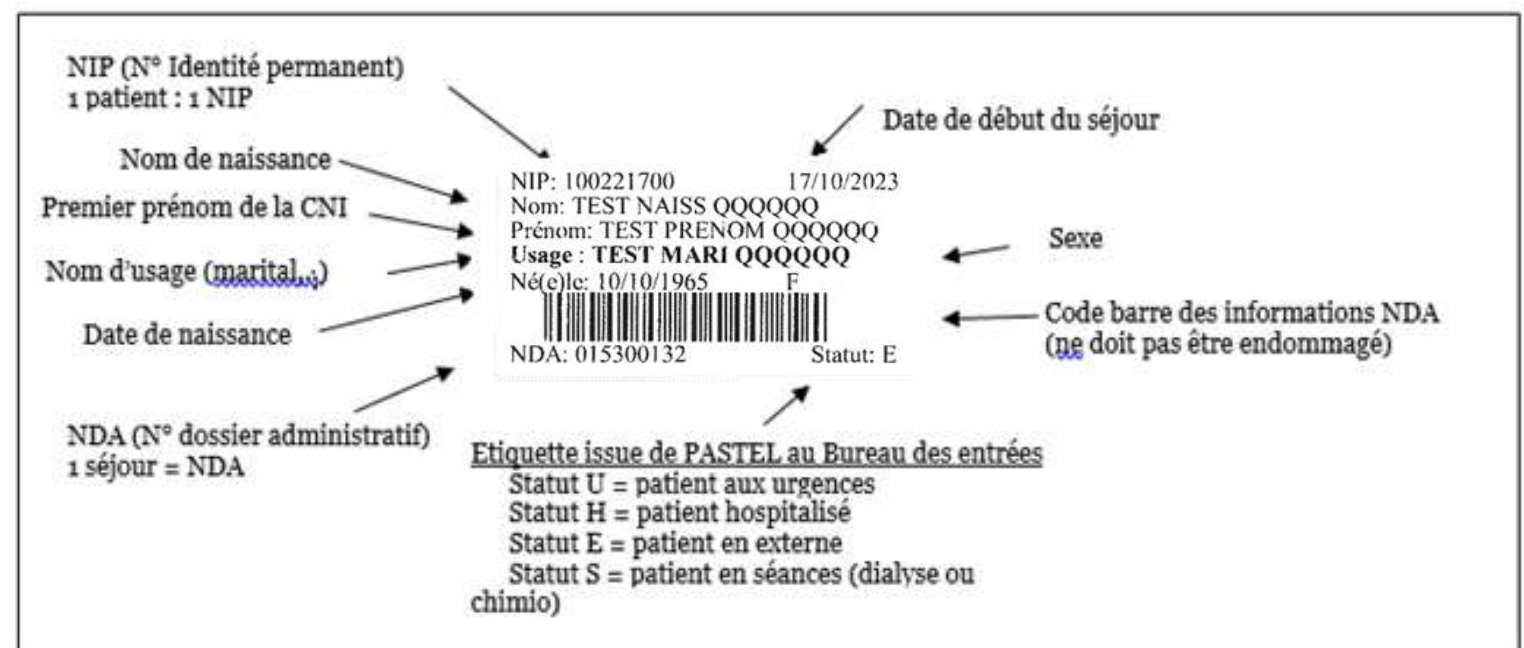 NIP (N° Identité permanent)
1 patient : 1 NIP
Date de début du séjour
Nom de naissance
Premier prénom de la CNI
Nom d'usage (marital,;)
Date de naissance
NIP: 100221700 17/10/2023
Nom: TEST NAISS QQQQQQ
Prénom: TEST PRENOM QQQQQQ
Usage : TEST MARI QQQQQQ
Né(e)le: 10/10/1965 F
NDA: 015300132 Statut: E
Sexe
Code barre des informations NDA
(ne doit pas être endommagé)
NDA (N° dossier administratif)
1 séjour = NDA
Etiquette issue de PASTEL au Bureau des entrées
Statut U = patient aux urgences
Statut H = patient hospitalisé
Statut E = patient en externe
Statut S = patient en séances (dialyse ou
chimio)